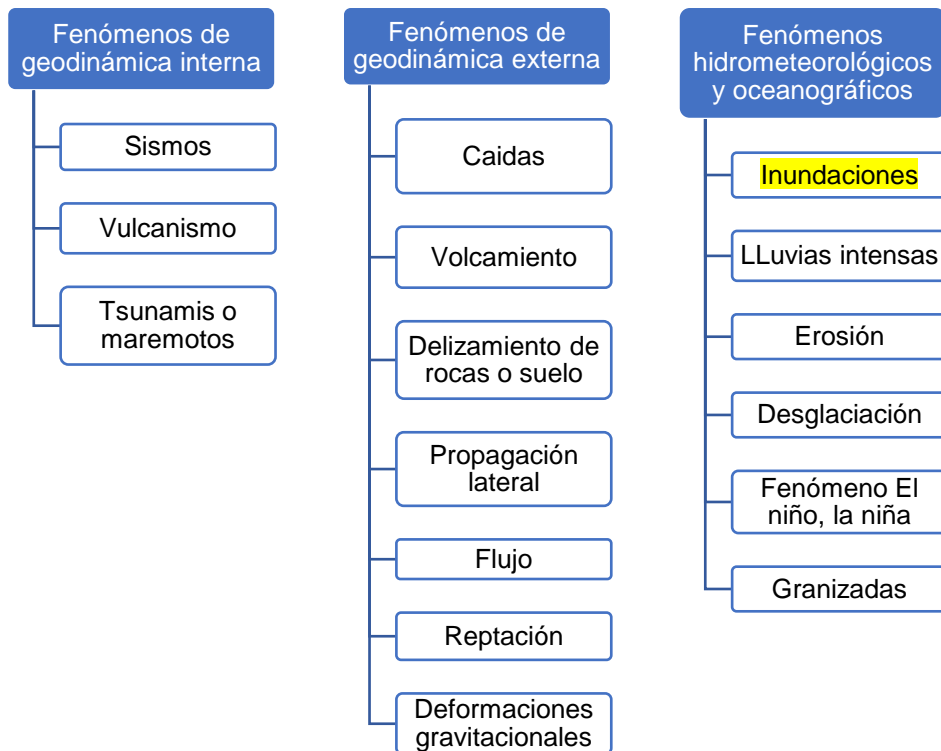 Fenómenos de
geodinámica interna
Sismos
Vulcanismo
Tsunamis o
maremotos
Fenómenos de
geodinámica externa
Caidas
Volcamiento
Delizamiento de
rocas o suelo
Propagación
lateral
Flujo
Reptación
Deformaciones
gravitacionales
Fenómenos
hidrometeorológicos
y oceanográficos
Inundaciones
LLuvias intensas
Erosión
Desglaciación
Fenómeno El
niño, la niña
Granizadas